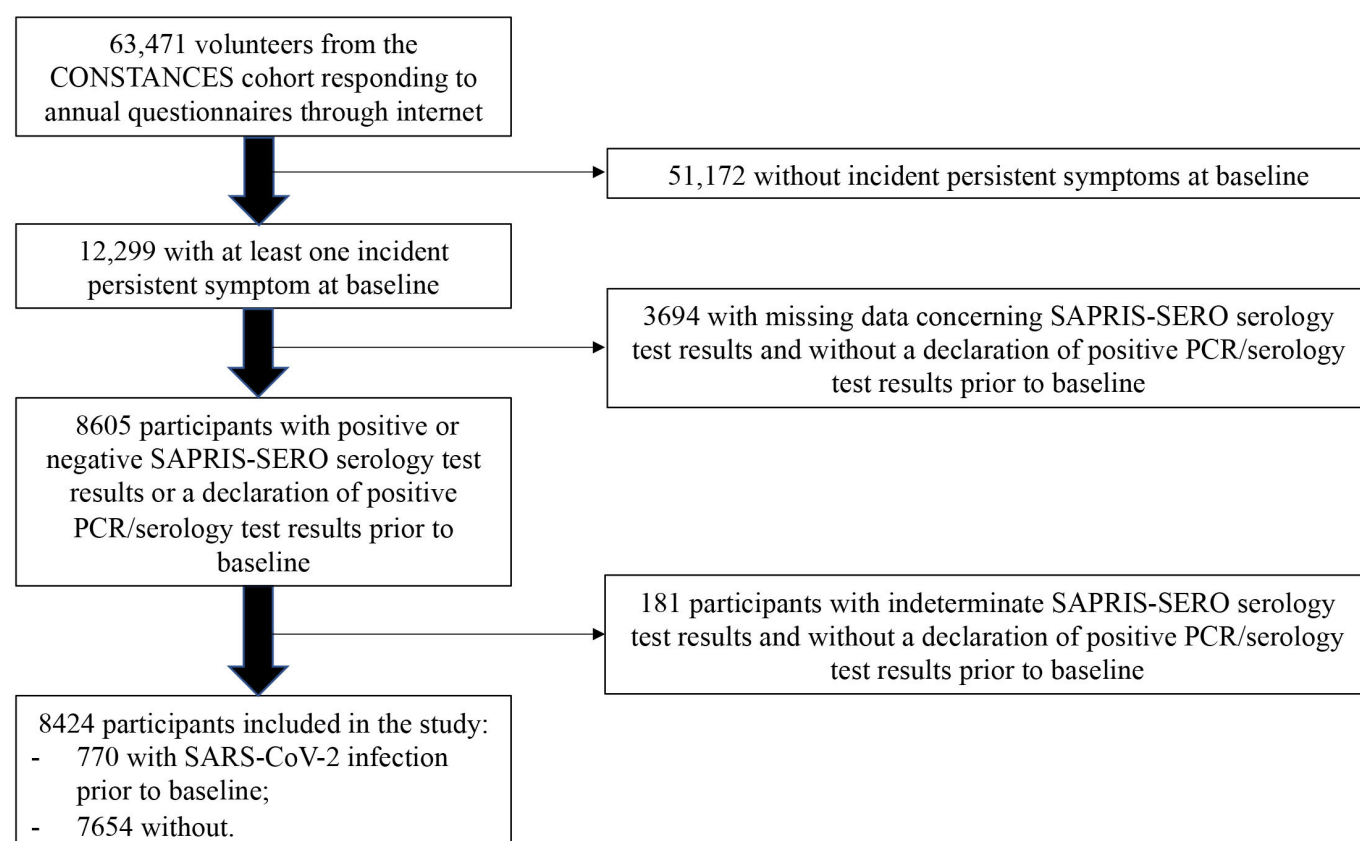 63,471 volunteers from the
CONSTANCES cohort responding to
annual questionnaires through internet
51,172 without incident persistent symptoms at baseline
12,299 with at least one incident
persistent symptom at baseline
3694 with missing data concerning SAPRIS-SERO serology
test results and without a declaration of positive PCR/serology
test results prior to baseline
8605 participants with positive or
negative SAPRIS-SERO serology test
results or a declaration of positive
PCR/serology test results prior to
baseline
181 participants with indeterminate SAPRIS-SERO serology
test results and without a declaration of positive PCR/serology
test results prior to baseline
8424 participants included in the study:
- 770 with SARS-CoV-2 infection
prior to baseline;
- 7654 without.